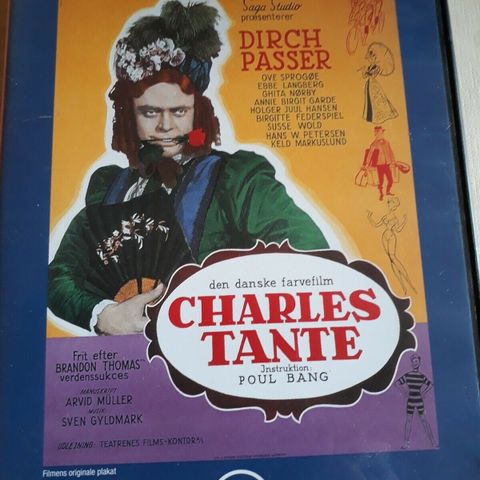 Saga Studio
præsenterer
DIRCH
PASSER
OVE SPROGØE
EBBE LANGBERG
GHITA NØRBY
ANNIE BIRGIT GARDE
HOLGER JUUL HANSEN
BIRGITTE FEDERSPIEL
SUSSE WOLD
HANS W. PETERSEN
KELD MARKUSLUND
den danske farvefilm
CHARLES
TANTE
Instruktion:
POUL BANG
Frit efter
BRANDON THOMAS'
verdenssukces
MANUSKRIPT
ARVID MÜLLER
MUSIK
SVEN GYLDMARK
UDLEJNING: TEATRENES FILMS-KONTOR A/S
Filmens originale plakat